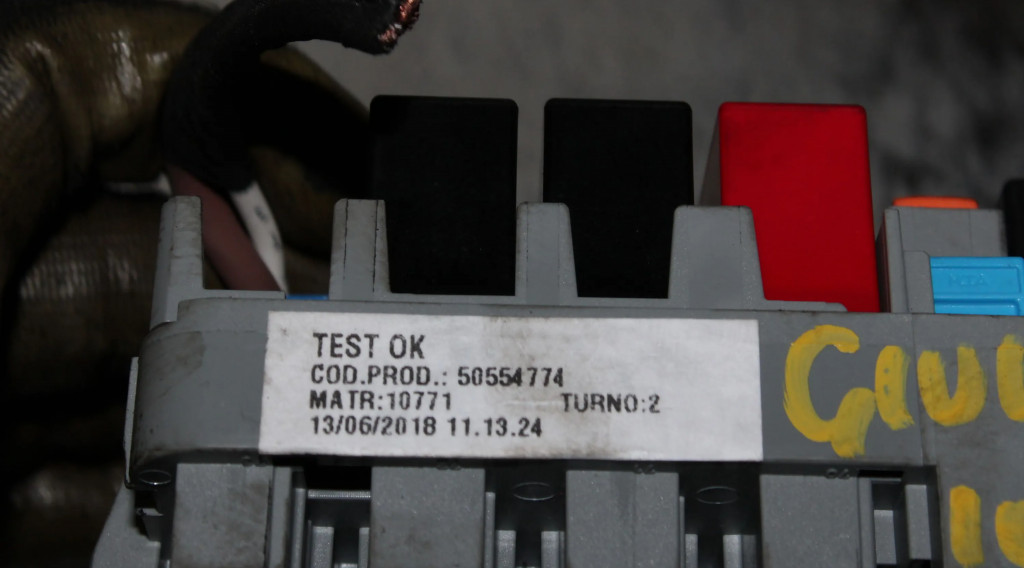 TEST OK
COD.PROD.: 50554774
MATR:10771 TURNO:2
13/06/2018 11.13.24